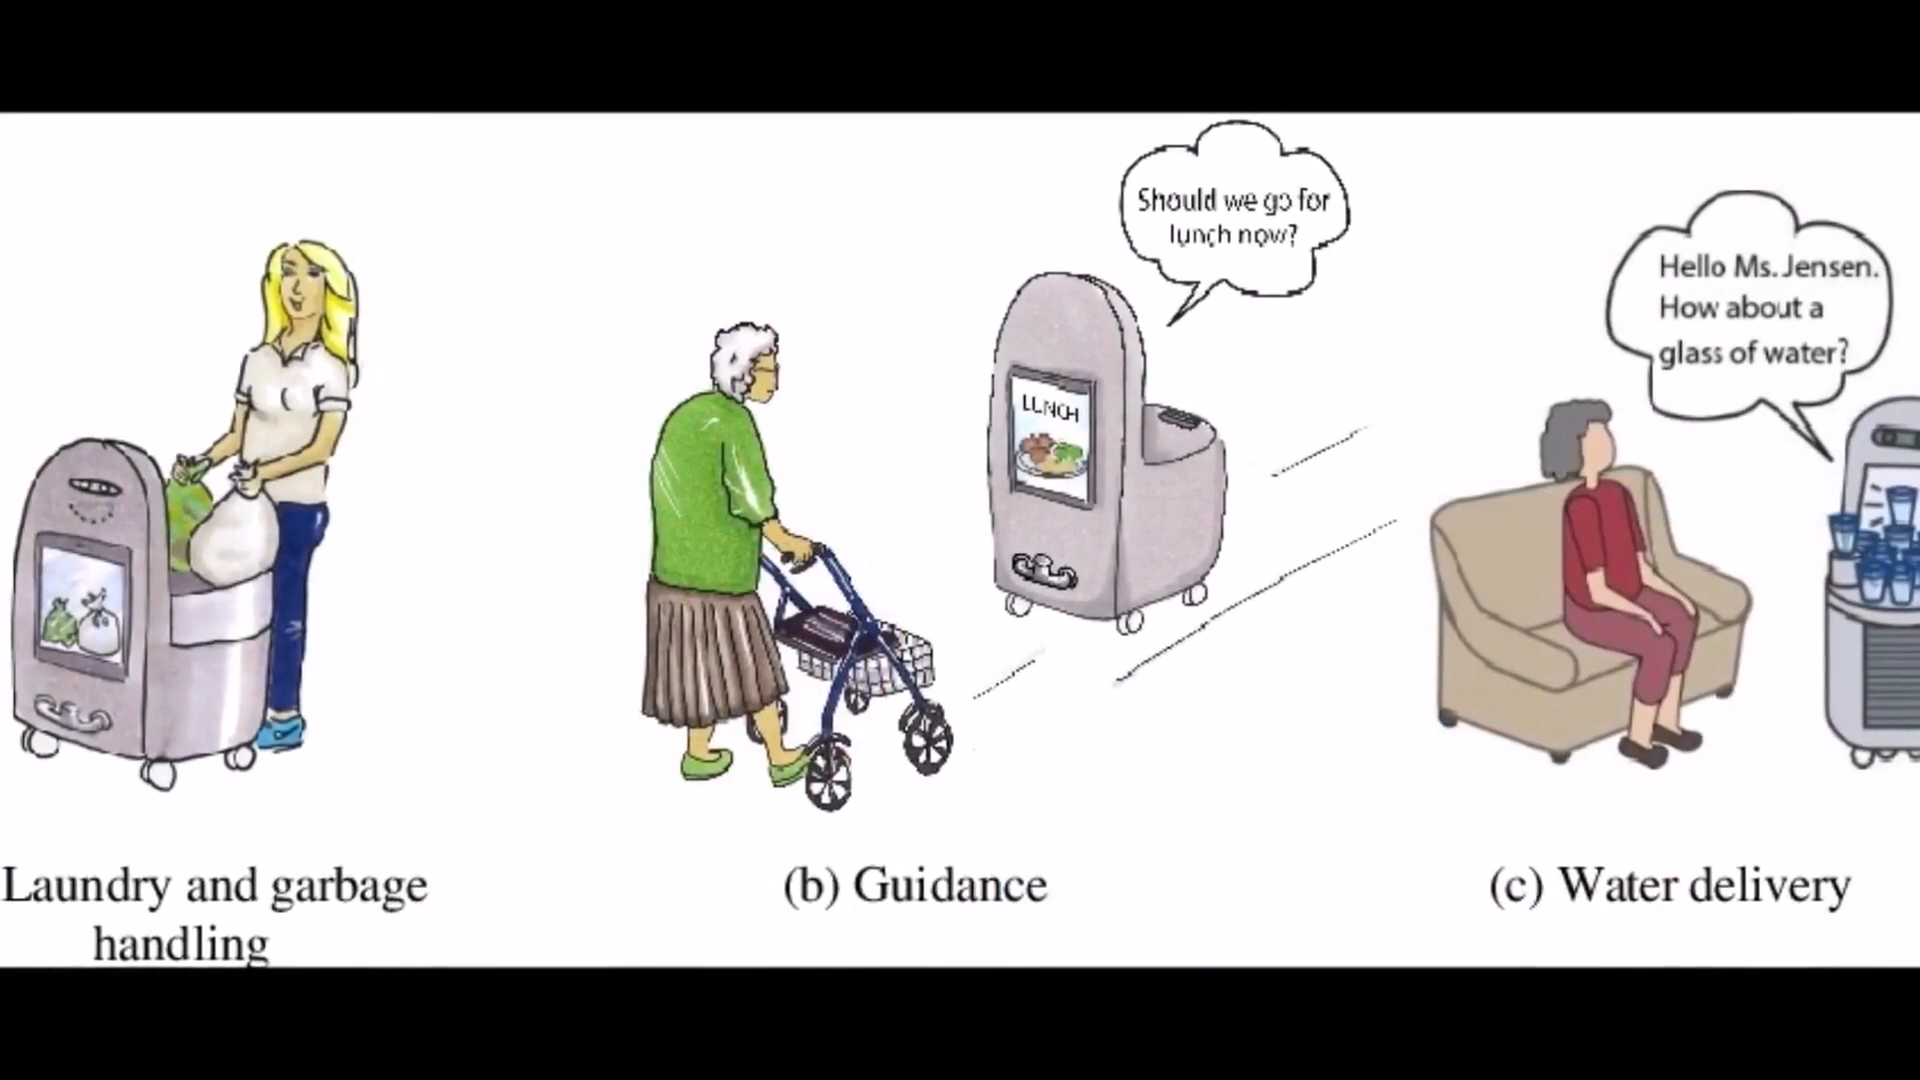 Should we go for
lunch now?
Hello Ms. Jensen.
How about a
glass of water?
LUNCH
Laundry and garbage
handling
(b) Guidance
(c) Water delivery